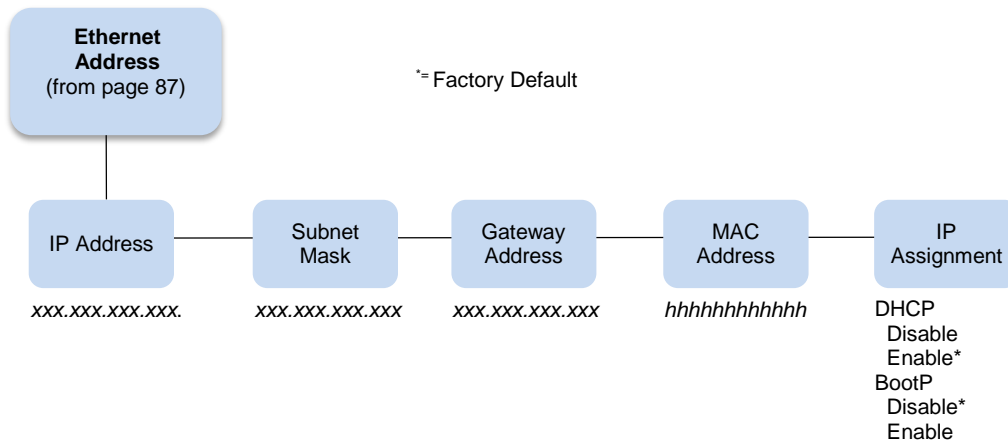 Ethernet
Address
(from page 87)
*= Factory Default
IP Address
Subnet
Mask
Gateway
Address
MAC
Address
IP
Assignment
xxx.xxx.xxx.xxx.
xxx.xxx.xxx.xxx
xxx.xxx.xxx.xxx
hhhhhhhhhhhh
DHCP
Disable
Enable*
BootP
Disable*
Enable